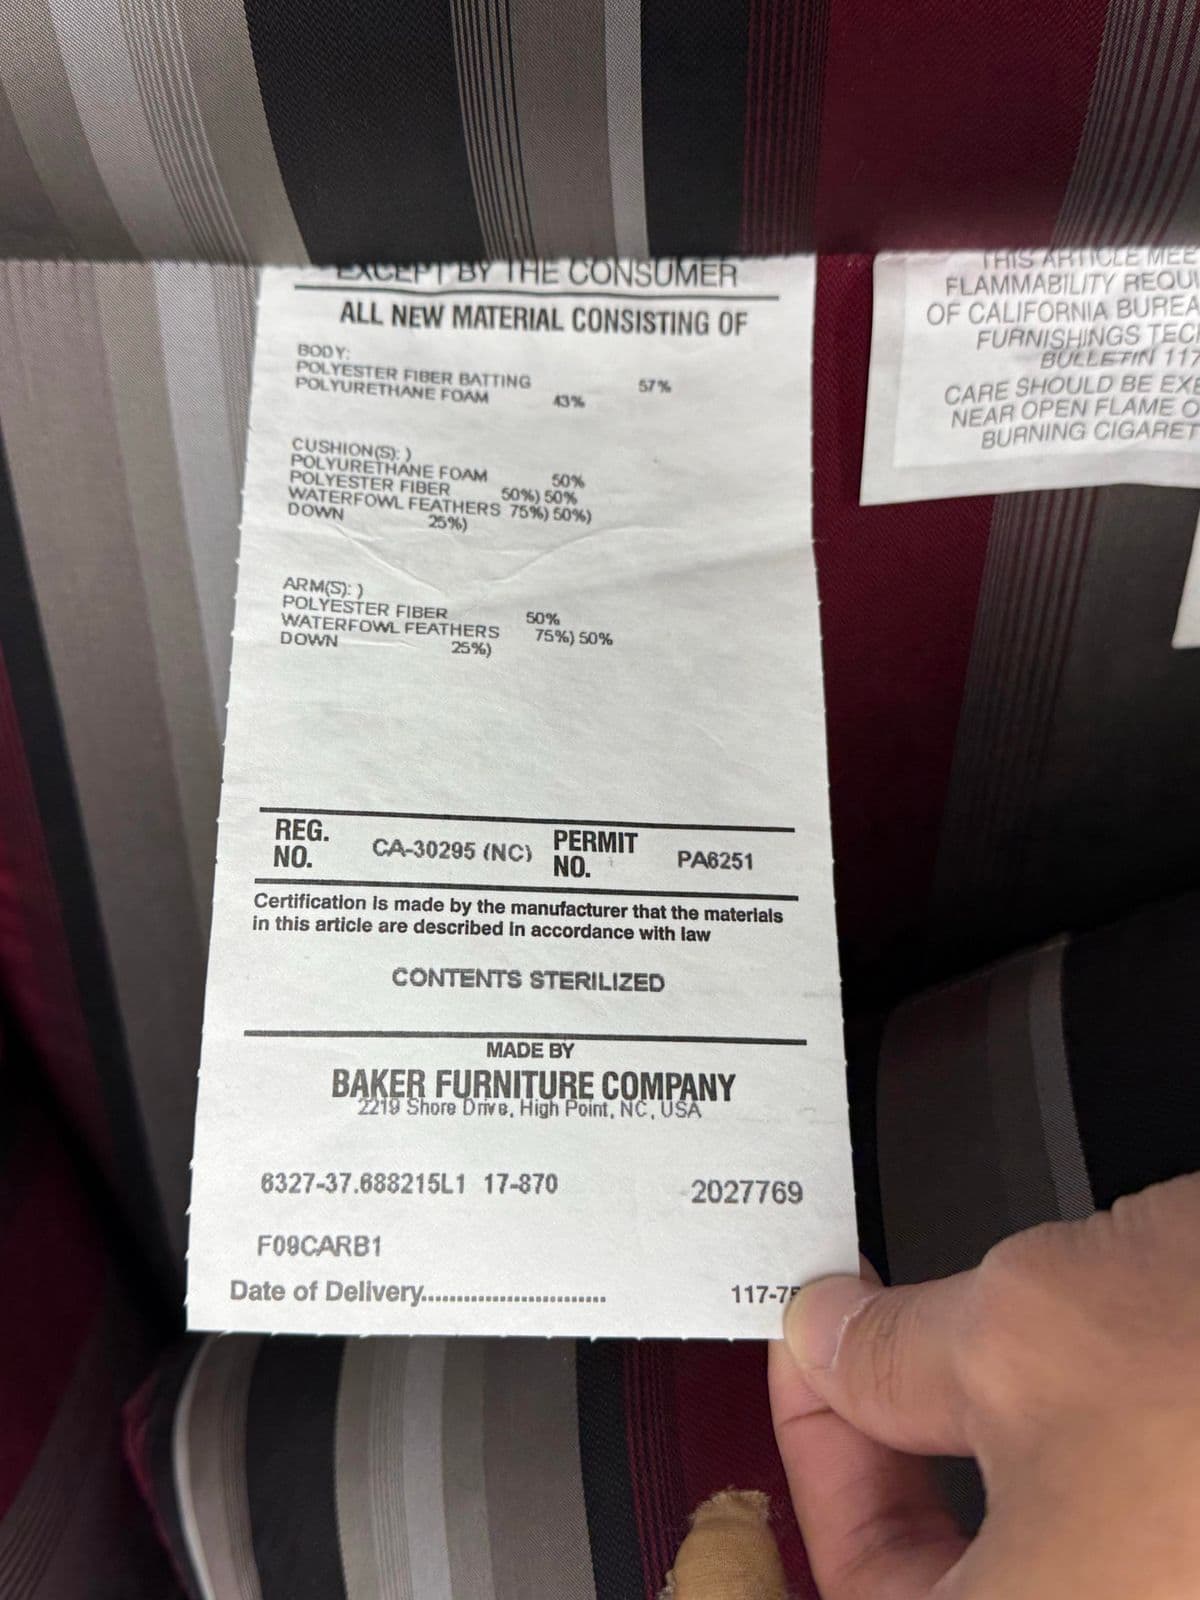 EXCEPT BY THE CONSUMER
ALL NEW MATERIAL CONSISTING OF
BODY:
POLYESTER FIBER BATTING 57%
POLYURETHANE FOAM 43%
CUSHION(S): )
POLYURETHANE FOAM 50%
POLYESTER FIBER 50%) 50%
WATERFOWL FEATHERS 75%) 50%)
DOWN 25%)
ARM(S): )
POLYESTER FIBER 50%
WATERFOWL FEATHERS 75%) 50%
DOWN 25%)
REG. NO. CA-30295 (NC) PERMIT NO. PA6251
Certification is made by the manufacturer that the materials
in this article are described in accordance with law
CONTENTS STERILIZED
MADE BY
BAKER FURNITURE COMPANY
2219 Shore Drive, High Point, NC, USA
6327-37.688215L1 17-870 2027769
F09CARB1
Date of Delivery........................... 117-75
THIS ARTICLE MEE
FLAMMABILITY REQUI
OF CALIFORNIA BUREA
FURNISHINGS TECH
BULLETIN 117
CARE SHOULD BE EXE
NEAR OPEN FLAME O
BURNING CIGARET